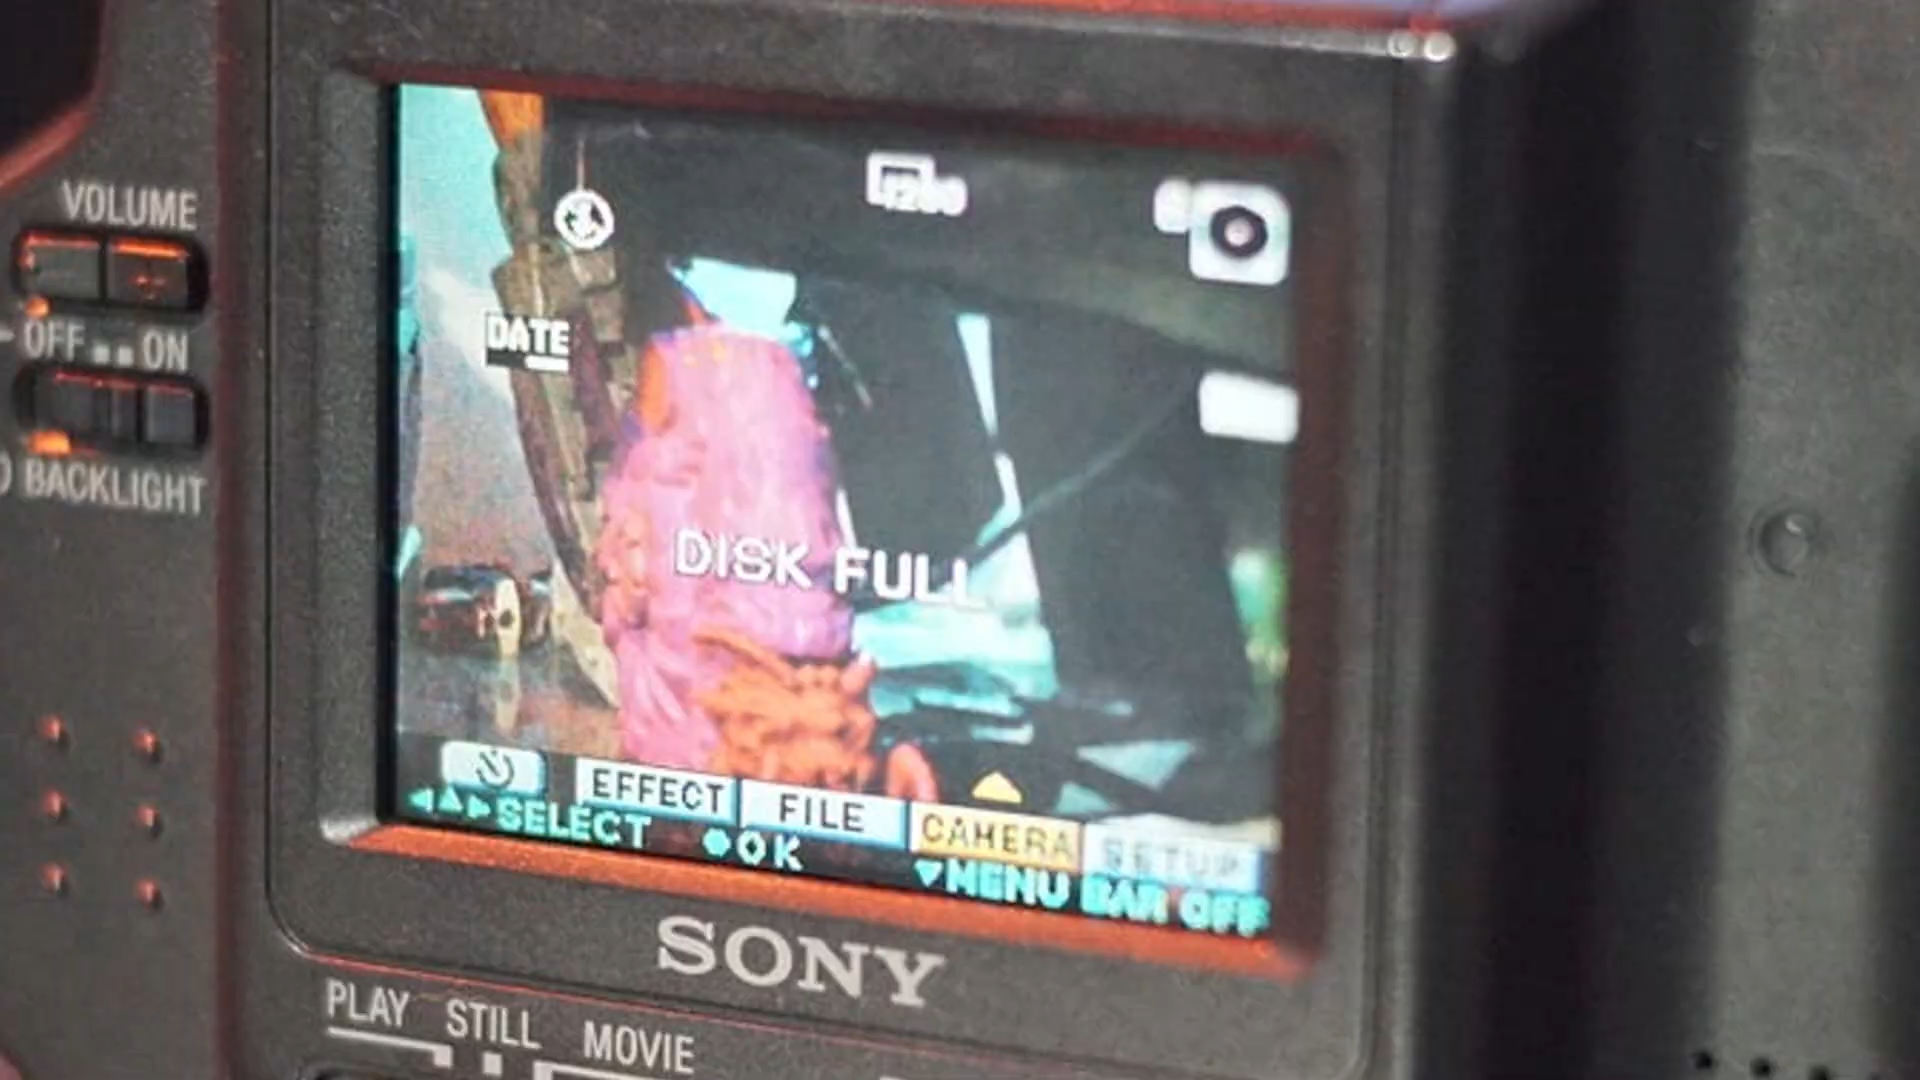 VOLUME
OFF ON
BACKLIGHT
DATE
DISK FULL
EFFECT FILE CAMERA SETUP
SELECT OK MENU BAR OFF
SONY
PLAY STILL MOVIE